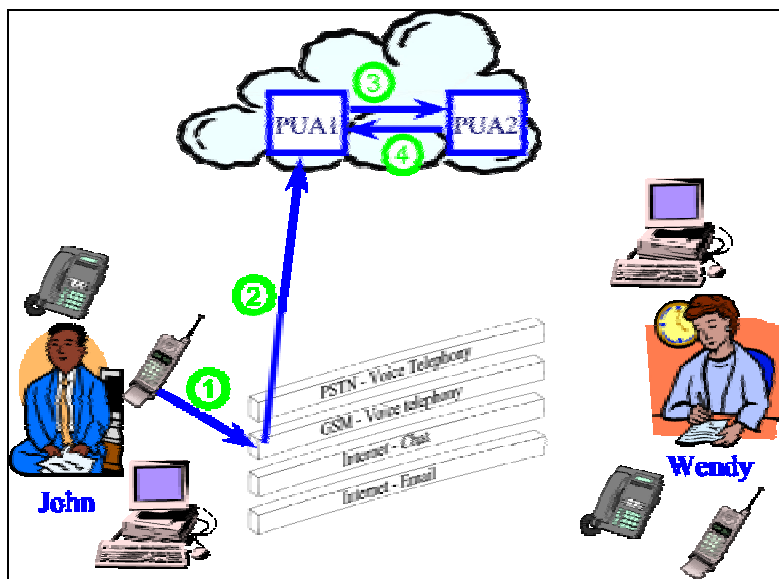 3
PUA1
PUA2
4
2
1
PSTN - Voice Telephony
GSM - Voice telephony
Internet - Chat
Internet - Email
John
Wendy